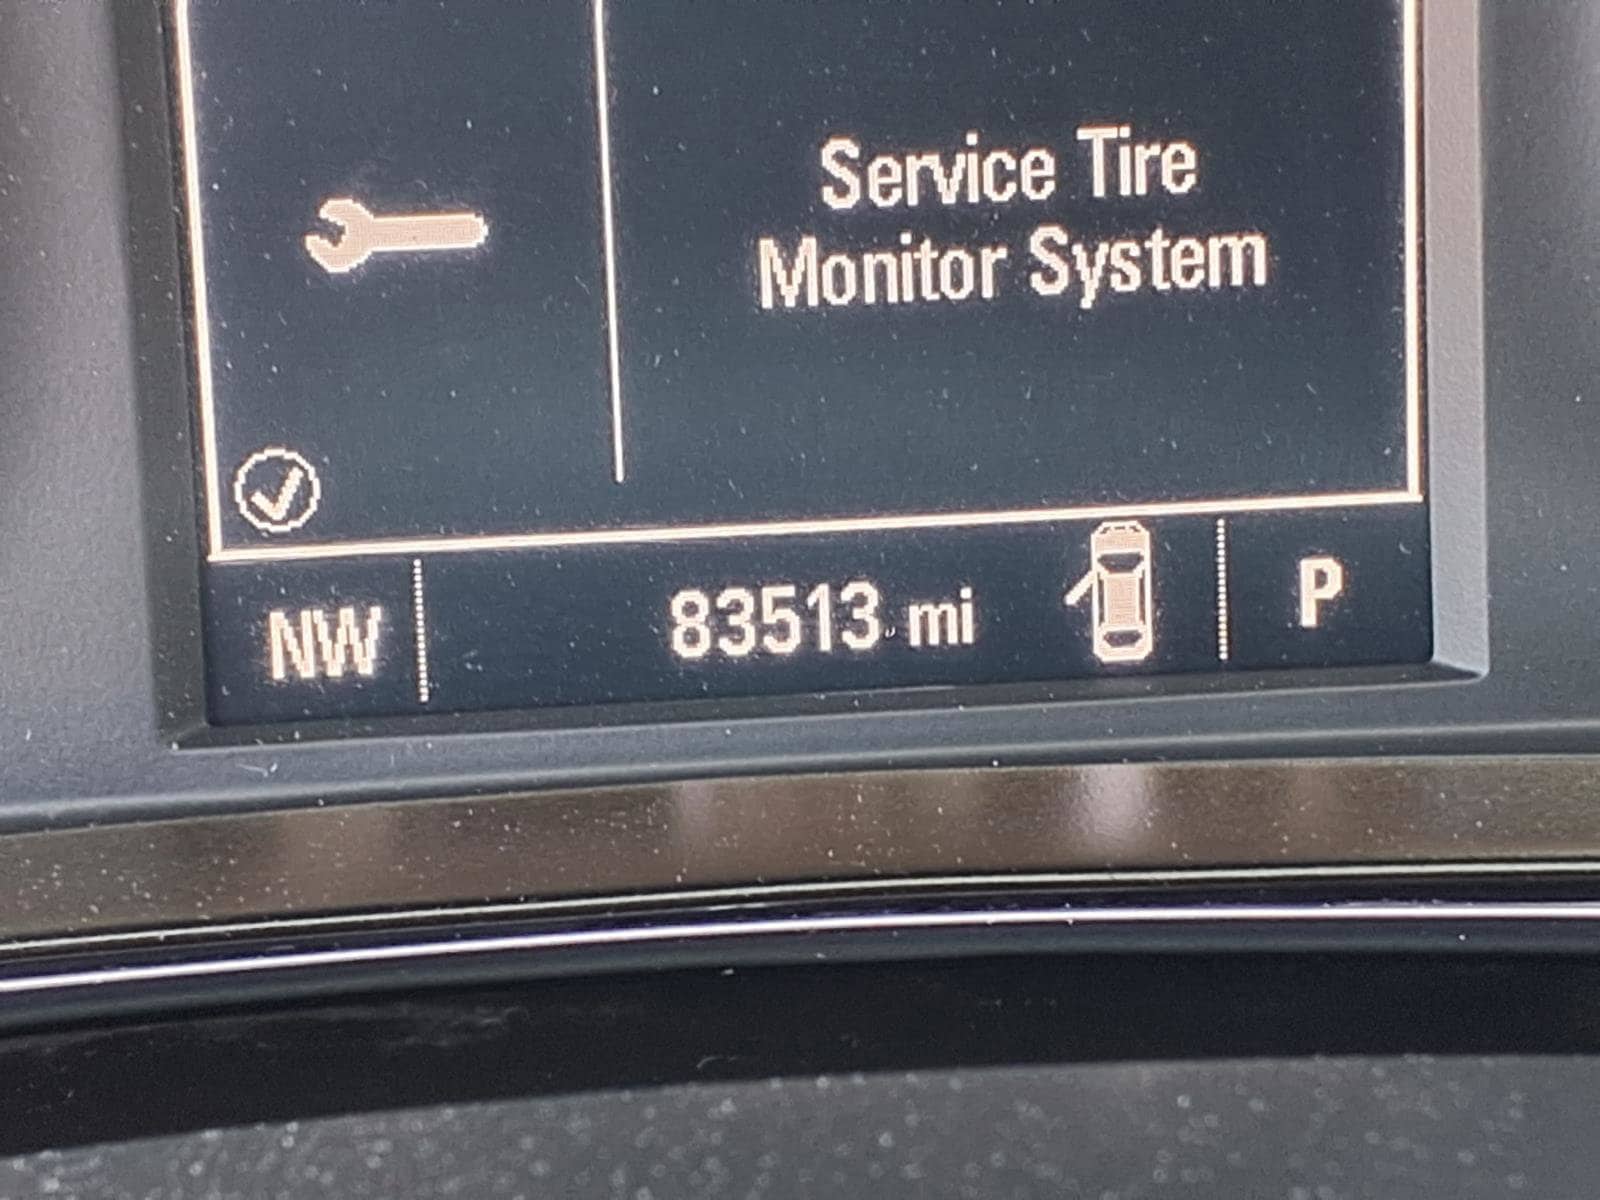 Service Tire
Monitor System
NW
83513 mi
P